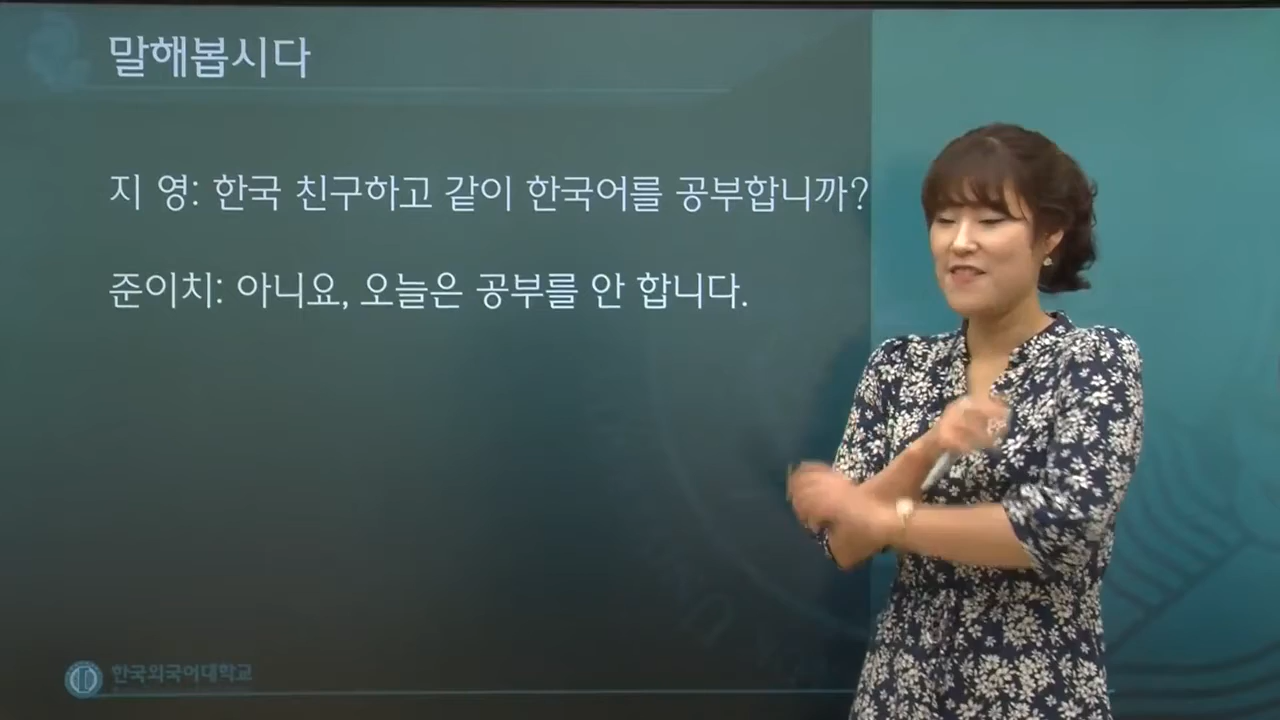 말해봅시다
지 영: 한국 친구하고 같이 한국어를 공부합니까?
준이치: 아니요, 오늘은 공부를 안 합니다.
한국외국어대학교